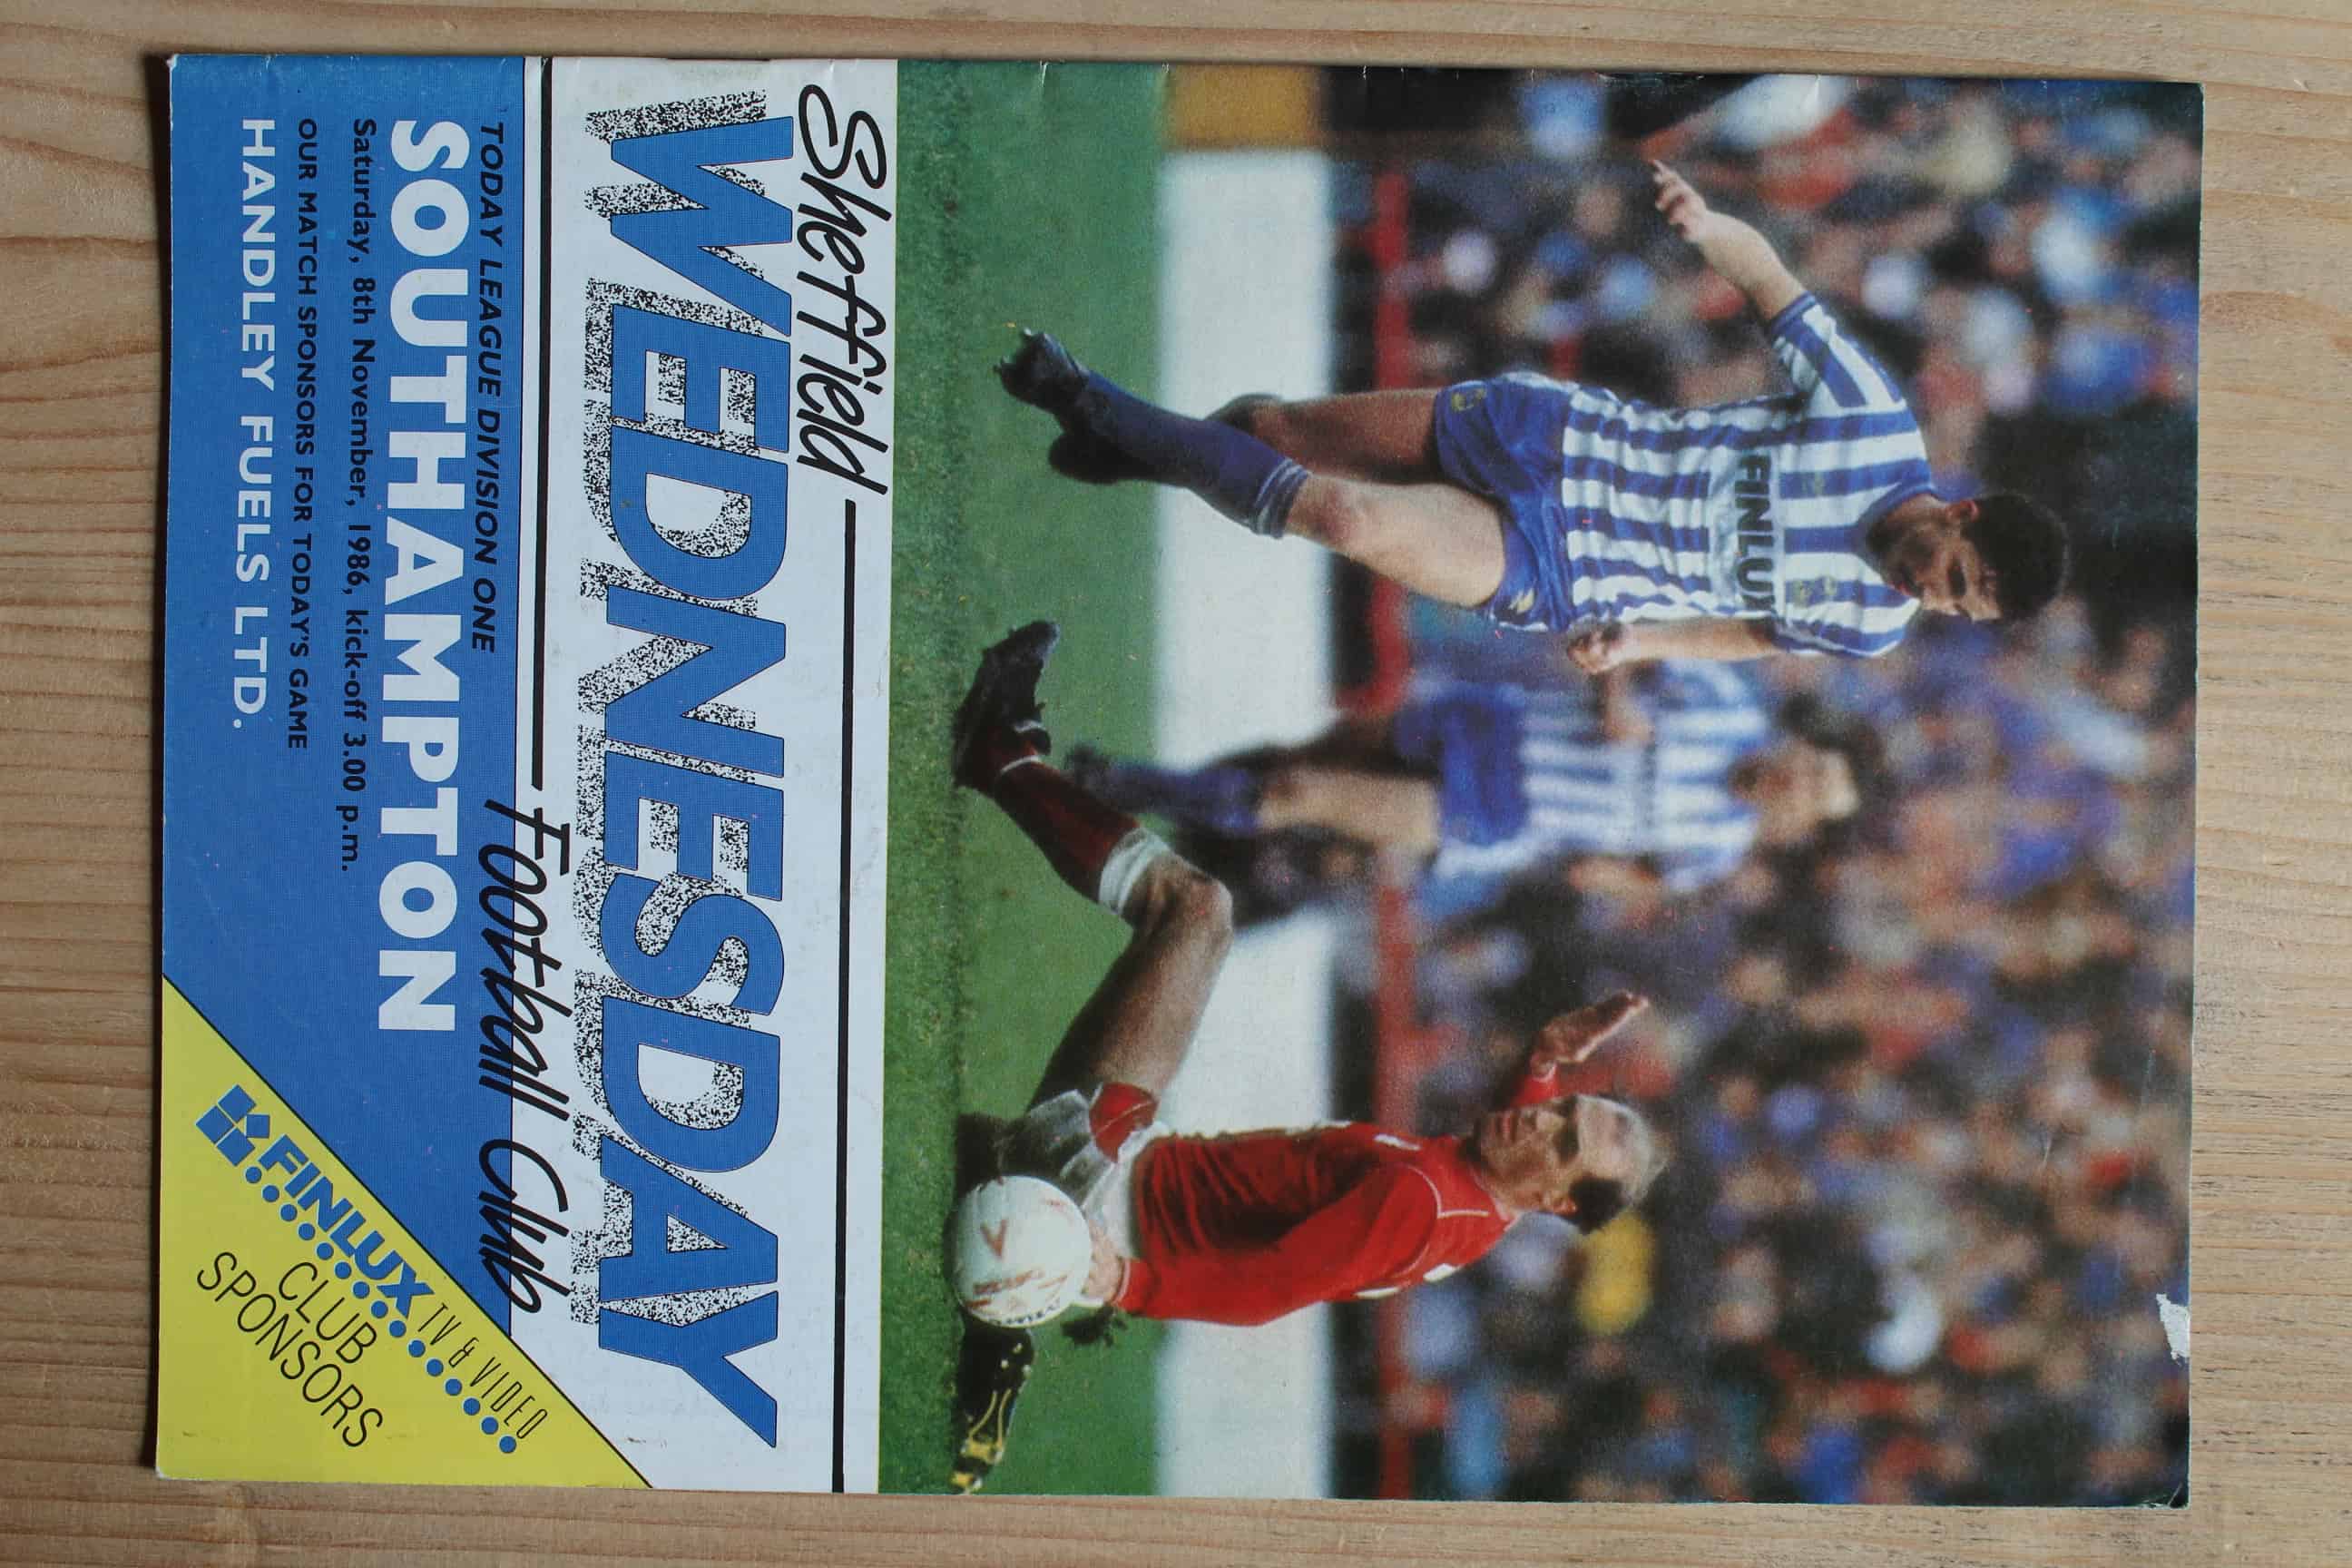 FINLUX
Sheffield
WEDNESDAY
Football Club
TODAY LEAGUE DIVISION ONE
SOUTHAMPTON
Saturday, 8th November, 1986, kick-off 3.00 p.m.
OUR MATCH SPONSORS FOR TODAY'S GAME
HANDLEY FUELS LTD.
FINLUX TV & VIDEO
CLUB
SPONSORS